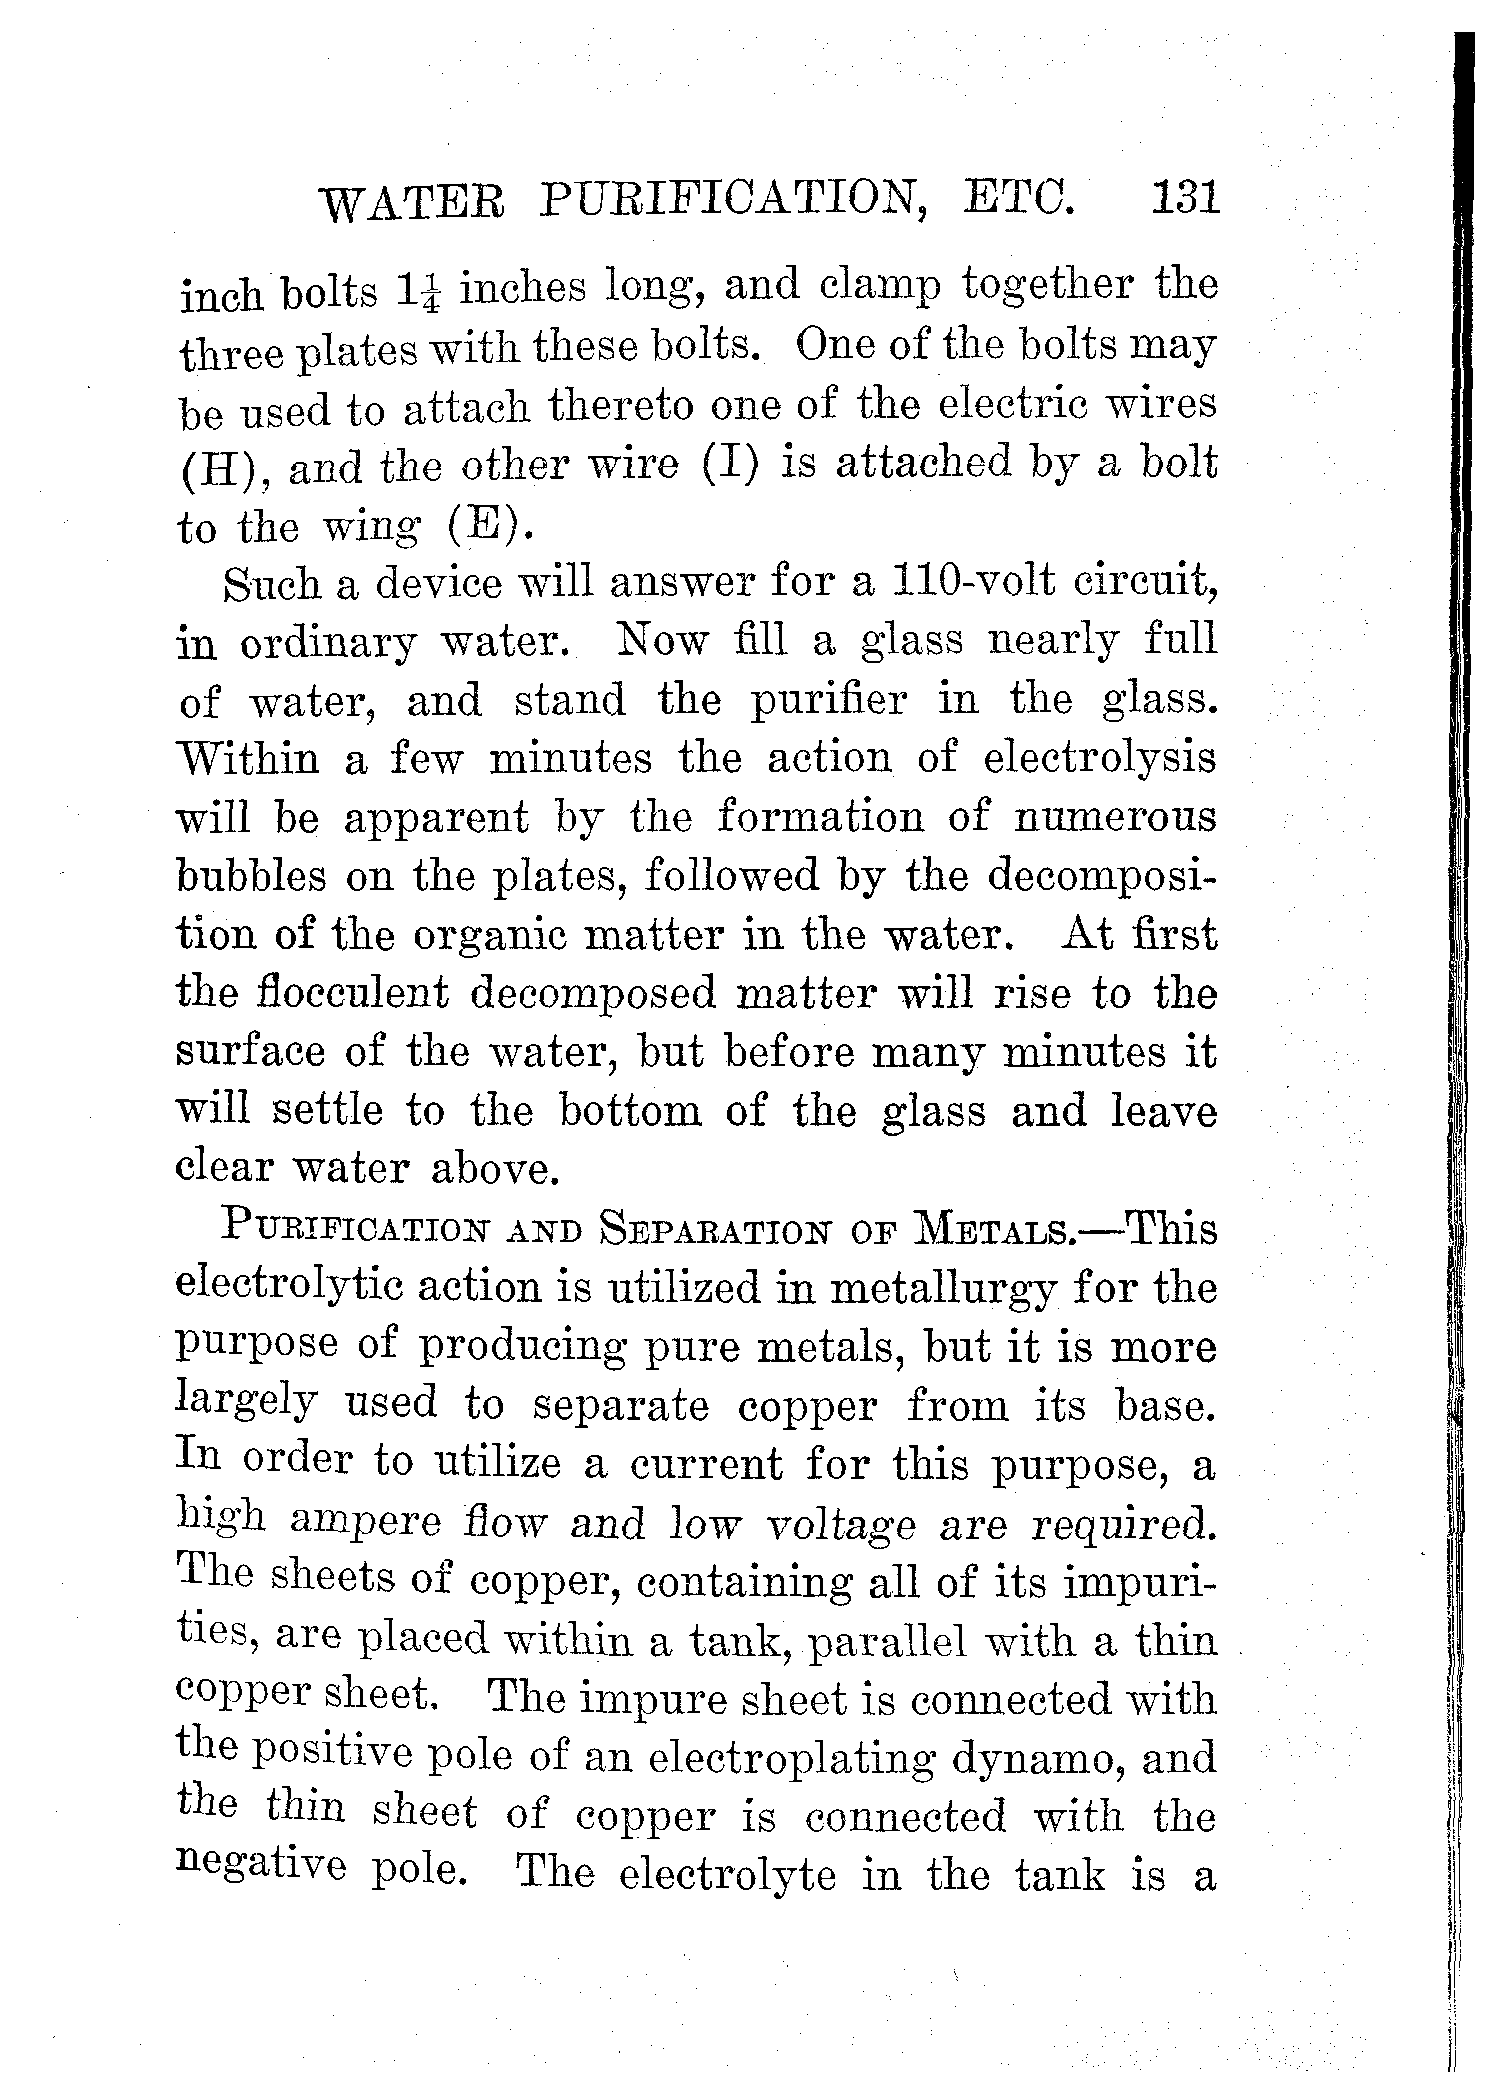 WATER PURIFICATION, ETC. 131
inch bolts 1¼ inches long, and clamp together the
three plates with these bolts. One of the bolts may
be used to attach thereto one of the electric wires
(H), and the other wire (I) is attached by a bolt
to the wing (E).
Such a device will answer for a 110-volt circuit,
in ordinary water. Now fill a glass nearly full
of water, and stand the purifier in the glass.
Within a few minutes the action of electrolysis
will be apparent by the formation of numerous
bubbles on the plates, followed by the decomposi-
tion of the organic matter in the water. At first
the flocculent decomposed matter will rise to the
surface of the water, but before many minutes it
will settle to the bottom of the glass and leave
clear water above.
PURIFICATION AND SEPARATION OF METALS.—This
electrolytic action is utilized in metallurgy for the
purpose of producing pure metals, but it is more
largely used to separate copper from its base.
In order to utilize a current for this purpose, a
high ampere flow and low voltage are required.
The sheets of copper, containing all of its impuri-
ties, are placed within a tank, parallel with a thin
copper sheet. The impure sheet is connected with
the positive pole of an electroplating dynamo, and
the thin sheet of copper is connected with the
negative pole. The electrolyte in the tank is a